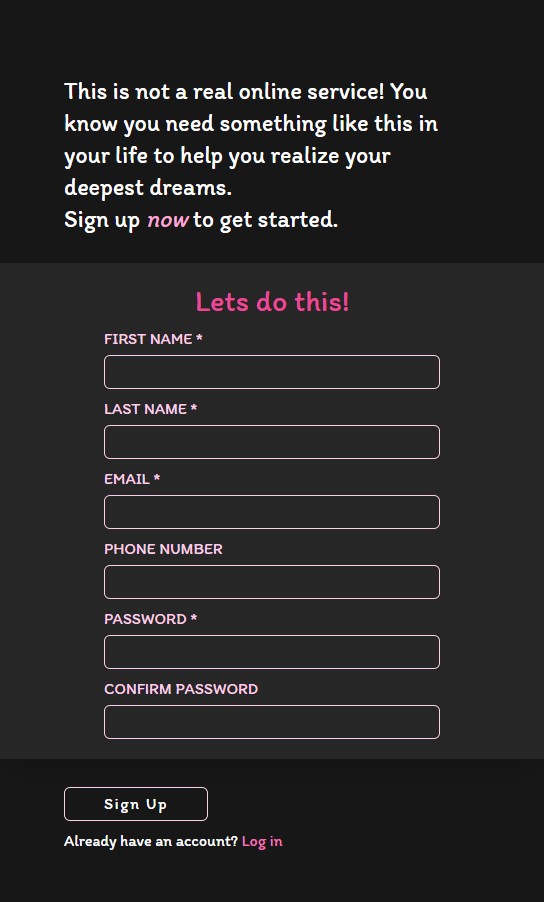 This is not a real online service! You
know you need something like this in
your life to help you realize your
deepest dreams.
Sign up now to get started.
Lets do this!
FIRST NAME *
LAST NAME *
EMAIL *
PHONE NUMBER
PASSWORD *
CONFIRM PASSWORD
Sign Up
Already have an account? Log in